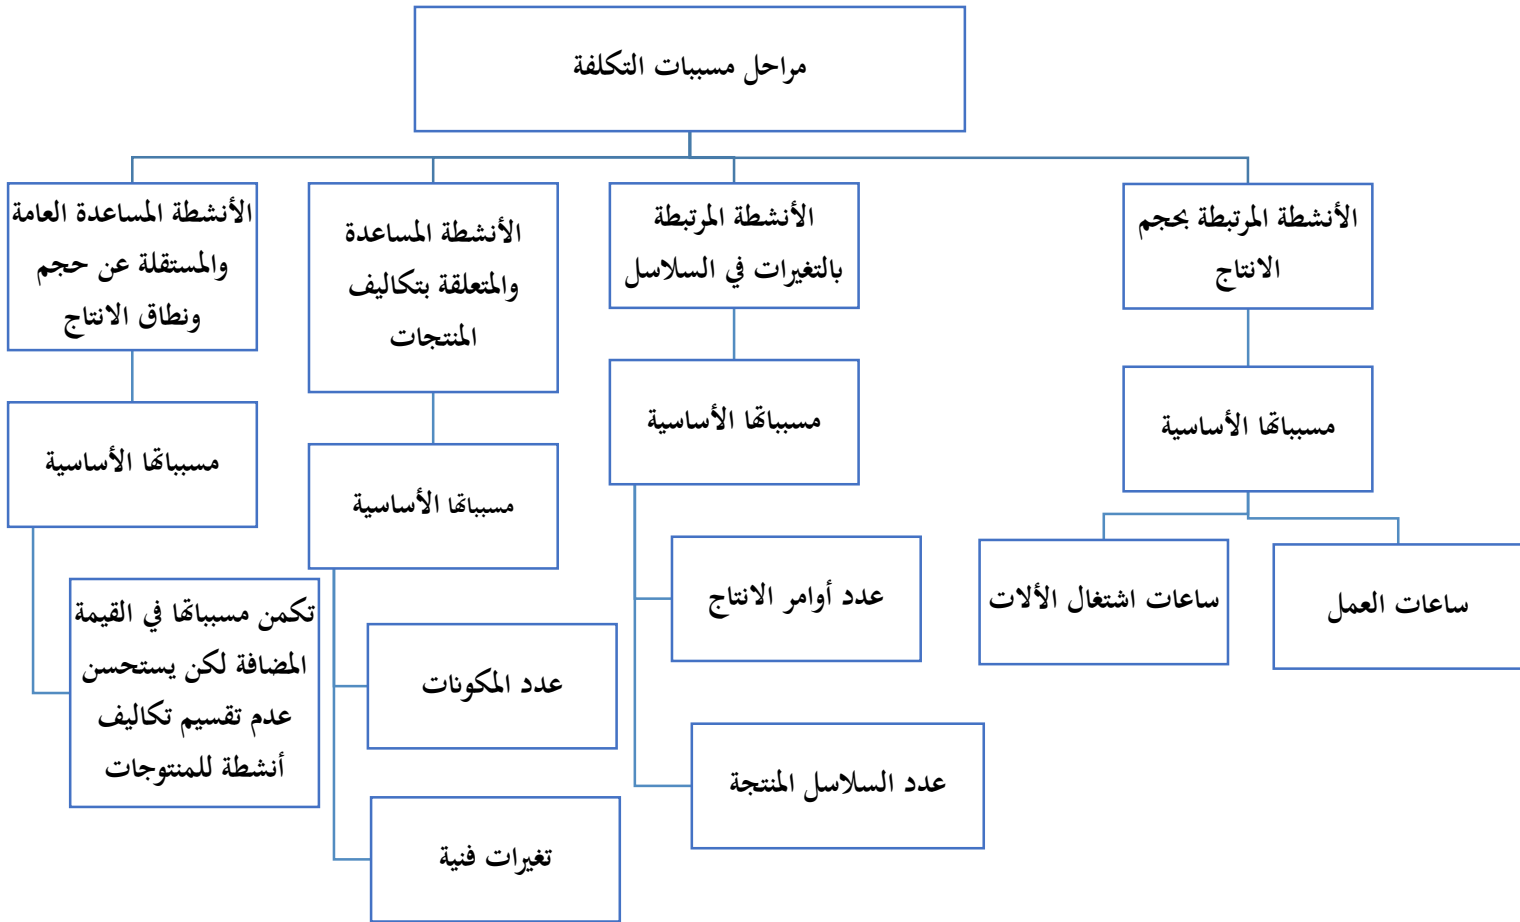 مراحل مسببات التكلفة
الأنشطة المرتبطة بحجم
الانتاج
مسبباتها الأساسية
ساعات العمل
ساعات اشتغال الألات
الأنشطة المرتبطة
بالتغيرات في السلاسل
مسبباتها الأساسية
عدد أوامر الانتاج
عدد السلاسل المنتجة
الأنشطة المساعدة
والمتعلقة بتكاليف
المنتجات
مسبباتها الأساسية
عدد المكونات
تغيرات فنية
الأنشطة المساعدة العامة
والمستقلة عن حجم
ونطاق الانتاج
مسبباتها الأساسية
تكمن مسبباتها في القيمة
المضافة لكن يستحسن
عدم تقسيم تكاليف
أنشطة للمنتوجات